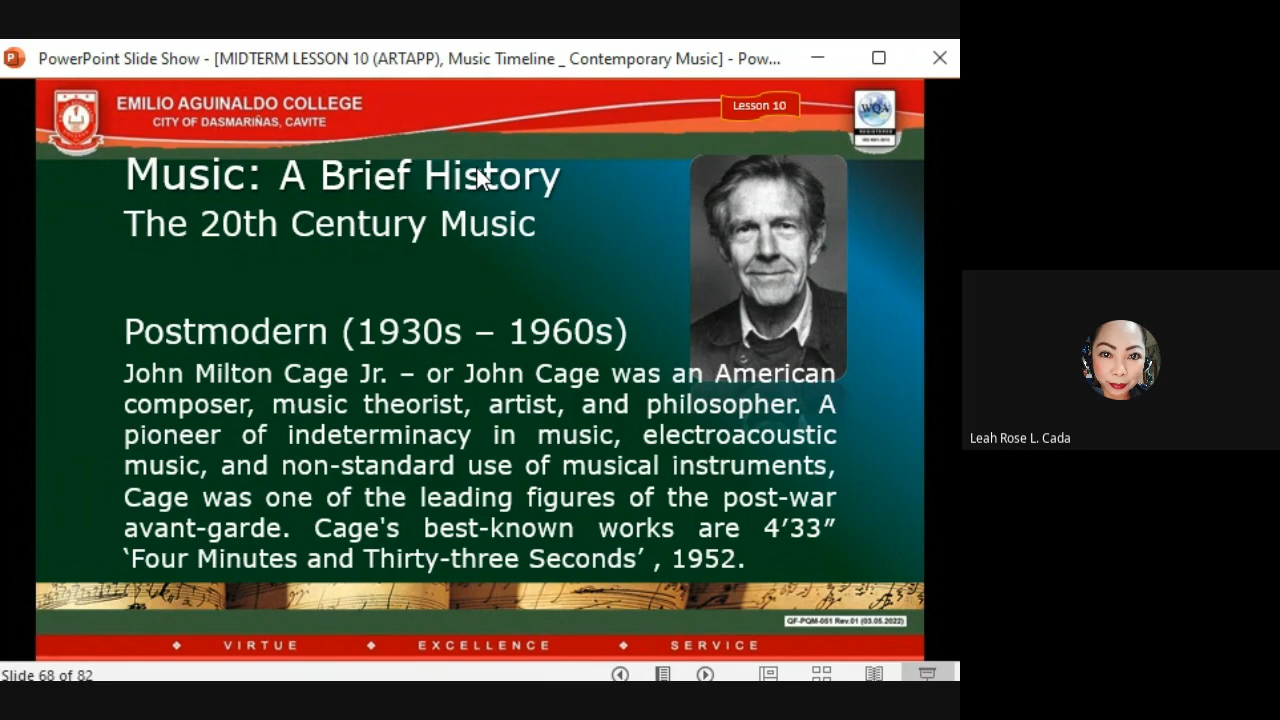 PowerPoint Slide Show - [MIDTERM LESSON 10 (ARTAPP), Music Timeline _ Contemporary Music] - Pow...
EMILIO AGUINALDO COLLEGE
CITY OF DASMARIÑAS, CAVITE
Lesson 10
WQA
Music: A Brief History
The 20th Century Music
Postmodern (1930s – 1960s)
John Milton Cage Jr. – or John Cage was an American
composer, music theorist, artist, and philosopher. A
pioneer of indeterminacy in music, electroacoustic
music, and non-standard use of musical instruments,
Cage was one of the leading figures of the post-war
avant-garde. Cage's best-known works are 4’33”
‘Four Minutes and Thirty-three Seconds’ , 1952.
QF-PQM-051 Rev.01 (03.05.2022)
VIRTUE ❖ EXCELLENCE ❖ SERVICE
Slide 68 of 82
Leah Rose L. Cada